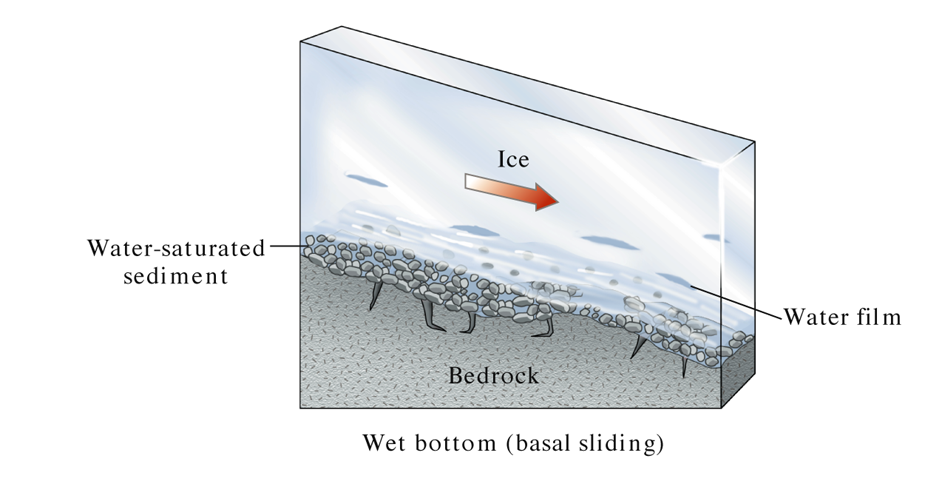 Ice
Water-saturated
sediment
Water film
Bedrock
Wet bottom (basal sliding)